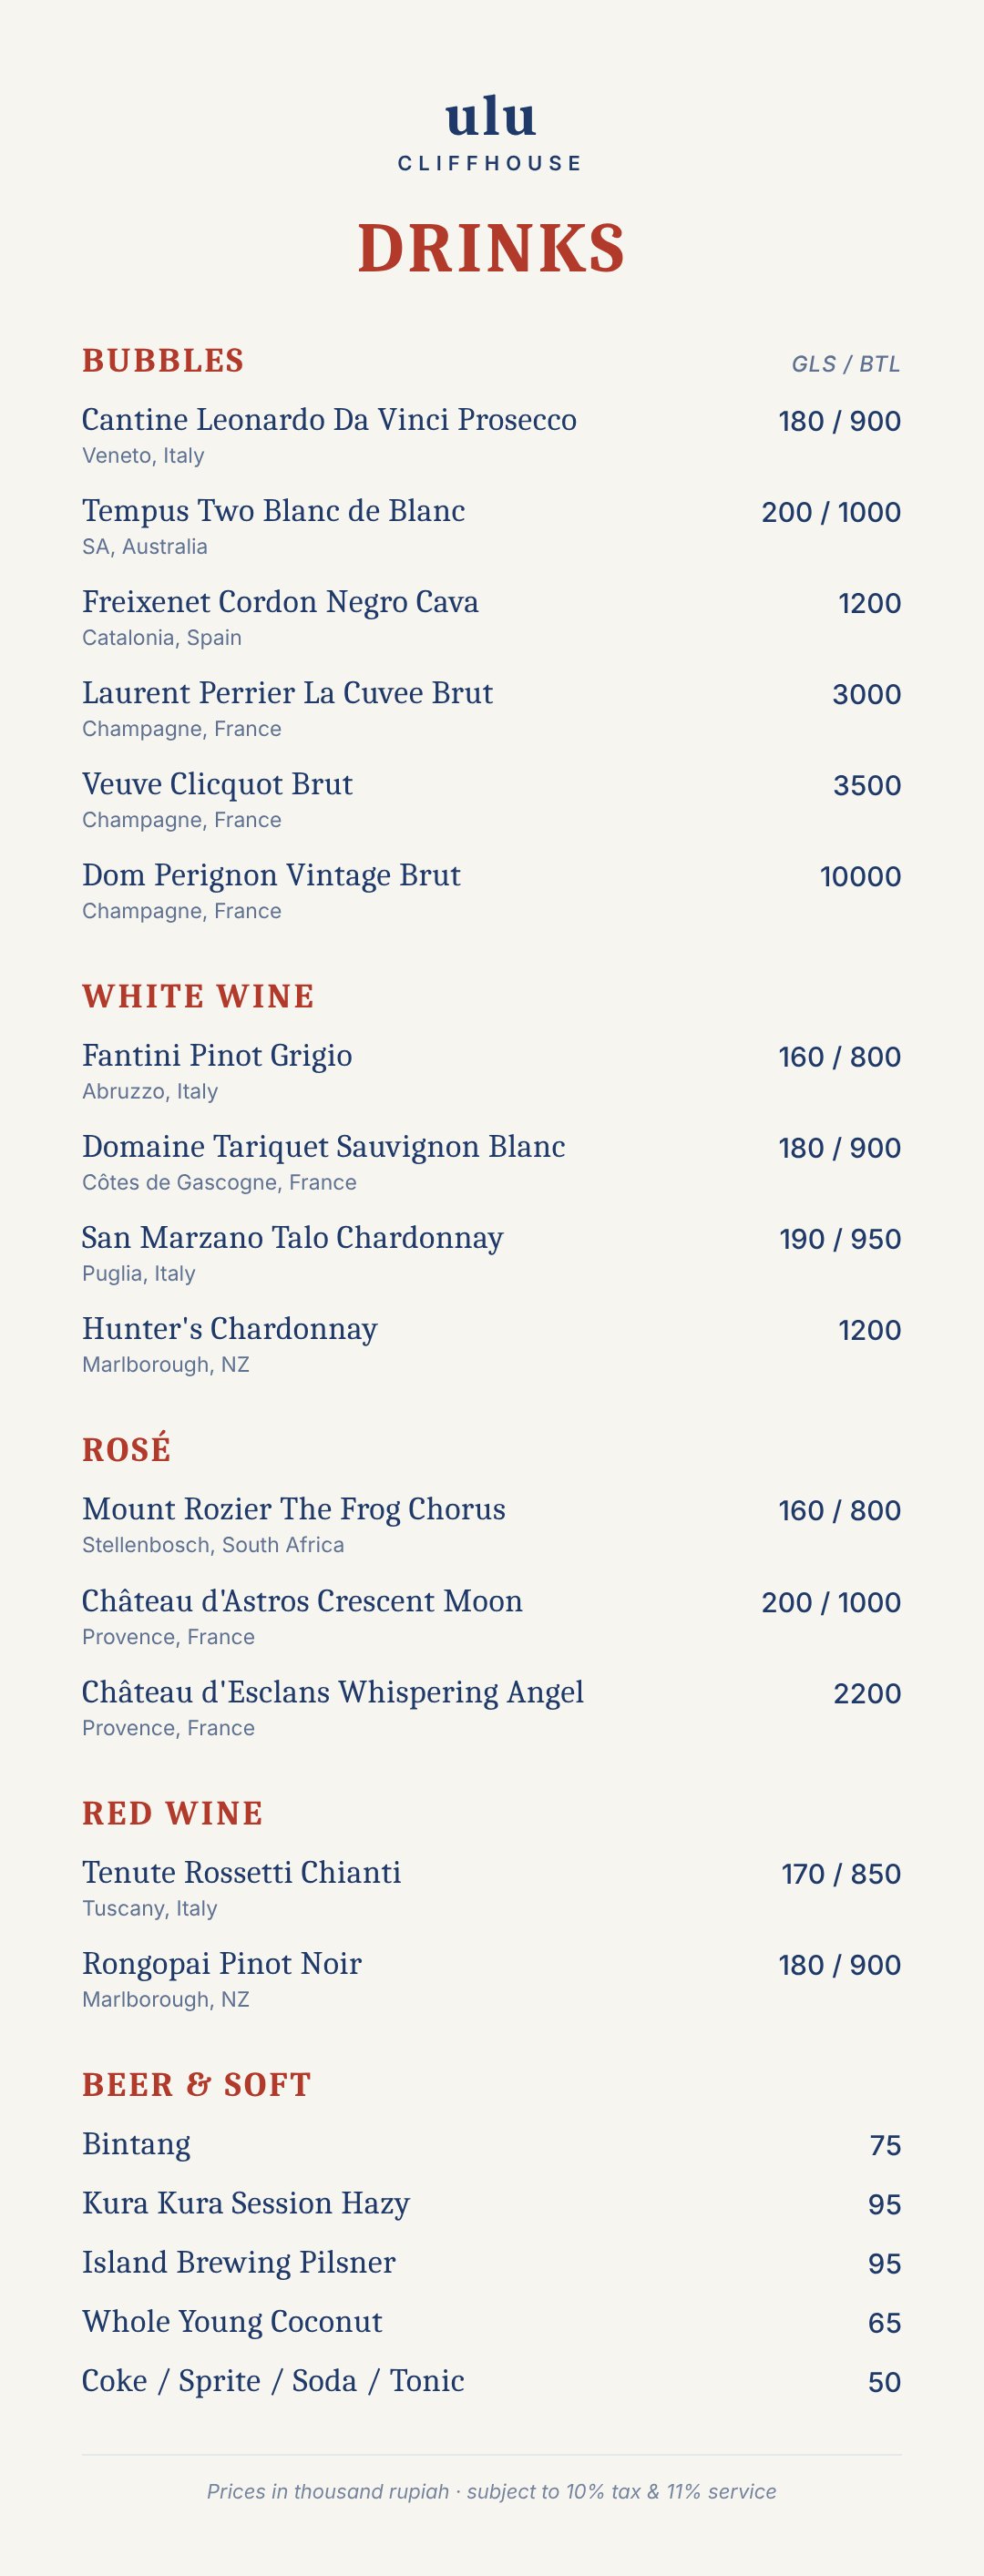 ulu
CLIFFHOUSE
DRINKS
BUBBLES GLS / BTL
Cantine Leonardo Da Vinci Prosecco 180 / 900
Veneto, Italy
Tempus Two Blanc de Blanc 200 / 1000
SA, Australia
Freixenet Cordon Negro Cava 1200
Catalonia, Spain
Laurent Perrier La Cuvee Brut 3000
Champagne, France
Veuve Clicquot Brut 3500
Champagne, France
Dom Perignon Vintage Brut 10000
Champagne, France
WHITE WINE
Fantini Pinot Grigio 160 / 800
Abruzzo, Italy
Domaine Tariquet Sauvignon Blanc 180 / 900
Côtes de Gascogne, France
San Marzano Talo Chardonnay 190 / 950
Puglia, Italy
Hunter's Chardonnay 1200
Marlborough, NZ
ROSÉ
Mount Rozier The Frog Chorus 160 / 800
Stellenbosch, South Africa
Château d'Astros Crescent Moon 200 / 1000
Provence, France
Château d'Esclans Whispering Angel 2200
Provence, France
RED WINE
Tenute Rossetti Chianti 170 / 850
Tuscany, Italy
Rongopai Pinot Noir 180 / 900
Marlborough, NZ
BEER & SOFT
Bintang 75
Kura Kura Session Hazy 95
Island Brewing Pilsner 95
Whole Young Coconut 65
Coke / Sprite / Soda / Tonic 50
Prices in thousand rupiah · subject to 10% tax & 11% service